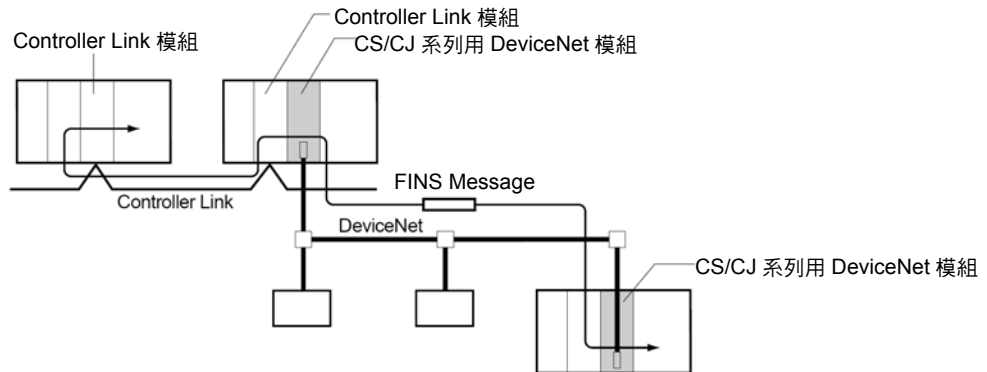 Controller Link 模組
Controller Link 模組
CS/CJ 系列用 DeviceNet 模組
FINS Message
Controller Link
DeviceNet
CS/CJ 系列用 DeviceNet 模組